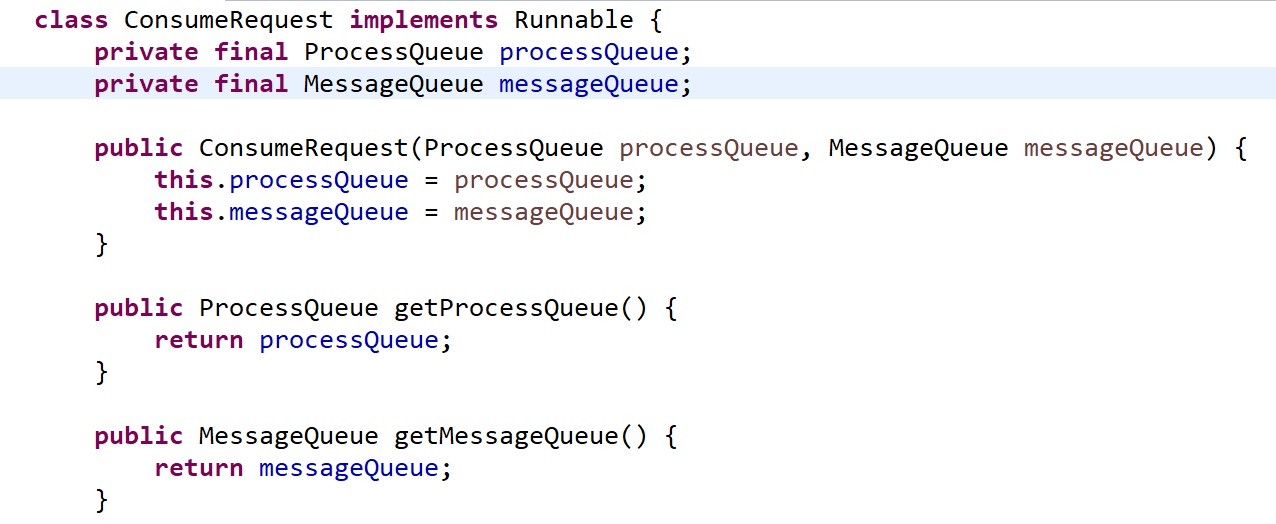 class ConsumeRequest implements Runnable {
    private final ProcessQueue processQueue;
    private final MessageQueue messageQueue;

    public ConsumeRequest(ProcessQueue processQueue, MessageQueue messageQueue) {
        this.processQueue = processQueue;
        this.messageQueue = messageQueue;
    }

    public ProcessQueue getProcessQueue() {
        return processQueue;
    }

    public MessageQueue getMessageQueue() {
        return messageQueue;
    }